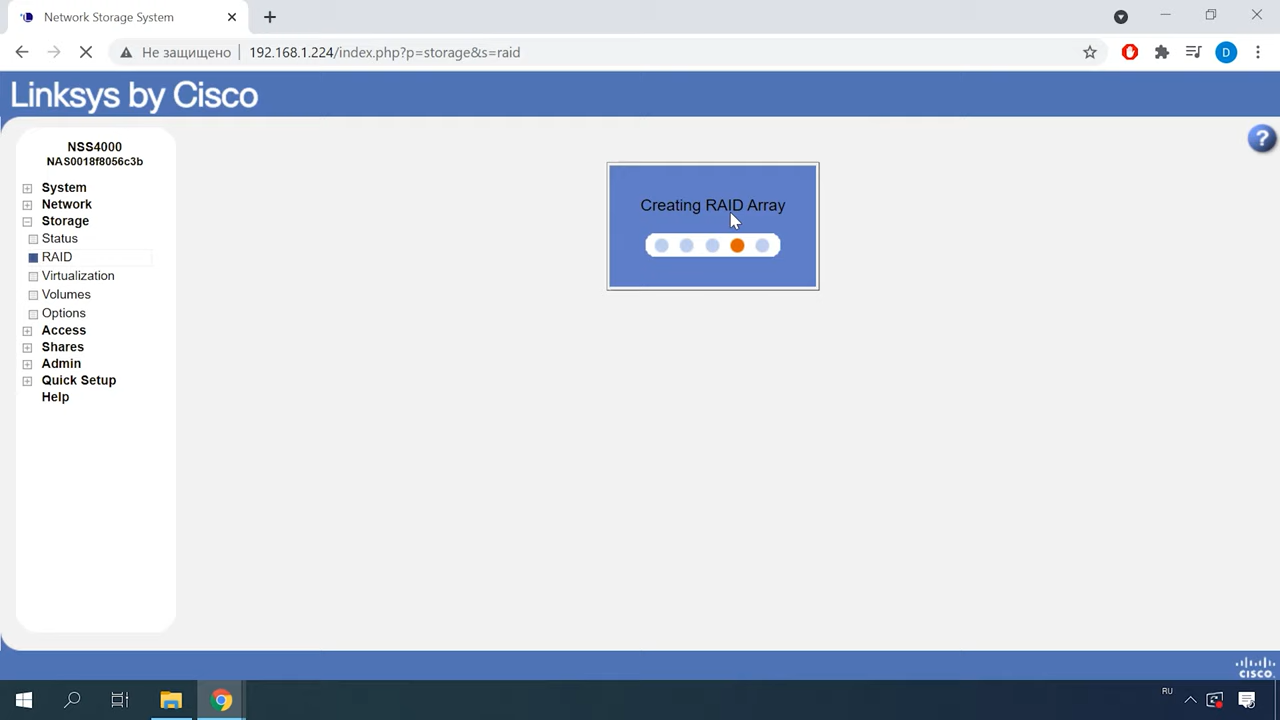 Network Storage System
Не защищено
192.168.1.224/index.php?p=storage&s=raid
D
Linksys by Cisco
?
NSS4000
NAS0018f8056c3b
System
Network
Storage
Status
RAID
Virtualization
Volumes
Options
Access
Shares
Admin
Quick Setup
Help
Creating RAID Array
CISCO
RU